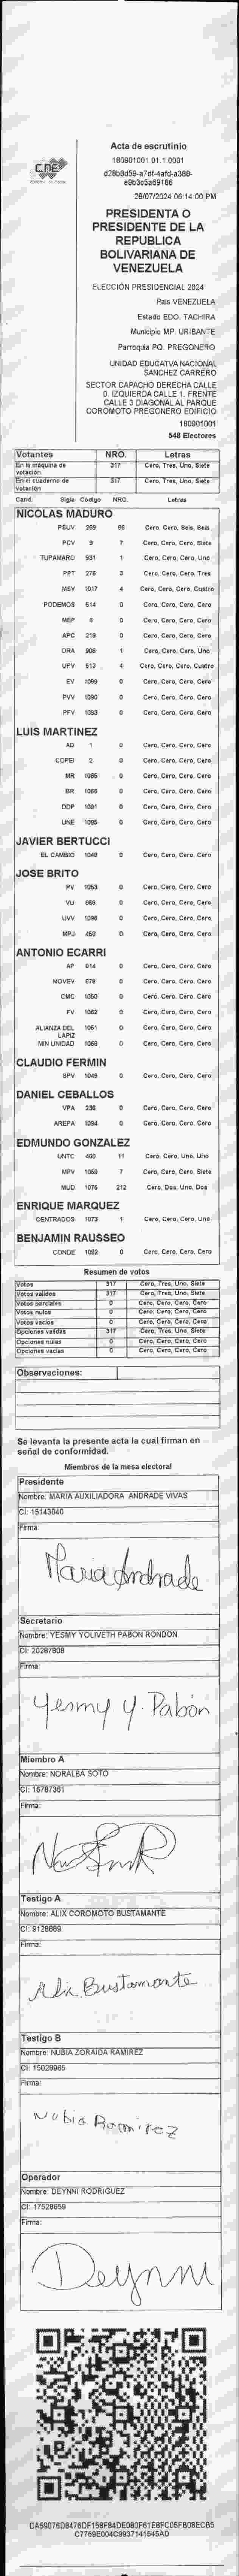 CNE
Acta de escrutinio
180901001.01.1.0001
d28b8d59-a7df-4afd-a388-
e9b3c5a69186
28/07/2024 06:14:00 PM
PRESIDENTA O
PRESIDENTE DE LA
REPUBLICA
BOLIVARIANA DE
VENEZUELA
ELECCIÓN PRESIDENCIAL 2024
Pais VENEZUELA
Estado EDO. TACHIRA
Municipio MP. URIBANTE
Parroquia PQ. PREGONERO
UNIDAD EDUCATIVA NACIONAL
SANCHEZ CARRERO
SECTOR CAPACHO DERECHA CALLE
0. IZQUIERDA CALLE 1. FRENTE
CALLE 3 DIAGONAL AL PARQUE
COROMOTO PREGONERO EDIFICIO
180901001
548 Electores
Votantes NRO. Letras
En la máquina de votación 317 Cero, Tres, Uno, Siete
En el cuaderno de votación 317 Cero, Tres, Uno, Siete
Cand. Sigla Código NRO. Letras
NICOLAS MADURO
PSUV 269 66 Cero, Cero, Seis, Seis
PCV 9 7 Cero, Cero, Cero, Siete
TUPAMARO 931 1 Cero, Cero, Cero, Uno
PPT 276 3 Cero, Cero, Cero, Tres
MSV 1017 4 Cero, Cero, Cero, Cuatro
PODEMOS 514 0 Cero, Cero, Cero, Cero
MEP 6 0 Cero, Cero, Cero, Cero
APC 219 0 Cero, Cero, Cero, Cero
ORA 906 1 Cero, Cero, Cero, Uno
UPV 513 4 Cero, Cero, Cero, Cuatro
EV 1089 0 Cero, Cero, Cero, Cero
PVV 1090 0 Cero, Cero, Cero, Cero
PFV 1093 0 Cero, Cero, Cero, Cero
LUIS MARTINEZ
AD 1 0 Cero, Cero, Cero, Cero
COPEI 2 0 Cero, Cero, Cero, Cero
MR 1085 0 Cero, Cero, Cero, Cero
BR 1086 0 Cero, Cero, Cero, Cero
DDP 1091 0 Cero, Cero, Cero, Cero
UNE 1095 0 Cero, Cero, Cero, Cero
JAVIER BERTUCCI
EL CAMBIO 1048 0 Cero, Cero, Cero, Cero
JOSE BRITO
PV 1053 0 Cero, Cero, Cero, Cero
VU 868 0 Cero, Cero, Cero, Cero
UVV 1096 0 Cero, Cero, Cero, Cero
MPJ 458 0 Cero, Cero, Cero, Cero
ANTONIO ECARRI
AP 914 0 Cero, Cero, Cero, Cero
MOVEV 979 0 Cero, Cero, Cero, Cero
CMC 1050 0 Cero, Cero, Cero, Cero
FV 1062 0 Cero, Cero, Cero, Cero
ALIANZA DEL LAPIZ 1061 0 Cero, Cero, Cero, Cero
MIN UNIDAD 1069 0 Cero, Cero, Cero, Cero
CLAUDIO FERMIN
SPV 1049 0 Cero, Cero, Cero, Cero
DANIEL CEBALLOS
VPA 236 0 Cero, Cero, Cero, Cero
AREPA 1094 0 Cero, Cero, Cero, Cero
EDMUNDO GONZALEZ
UNTC 480 11 Cero, Cero, Uno, Uno
MPV 1059 7 Cero, Cero, Cero, Siete
MUD 1076 212 Cero, Dos, Uno, Dos
ENRIQUE MARQUEZ
CENTRADOS 1073 1 Cero, Cero, Cero, Uno
BENJAMIN RAUSSEO
CONDE 1092 0 Cero, Cero, Cero, Cero
Resumen de votos
Votos 317 Cero, Tres, Uno, Siete
Votos validos 317 Cero, Tres, Uno, Siete
Votos parciales 0 Cero, Cero, Cero, Cero
Votos nulos 0 Cero, Cero, Cero, Cero
Votos vacios 0 Cero, Cero, Cero, Cero
Opciones validas 317 Cero, Tres, Uno, Siete
Opciones nulas 0 Cero, Cero, Cero, Cero
Opciones vacias 0 Cero, Cero, Cero, Cero
Observaciones:
Se levanta la presente acta la cual firman en
señal de conformidad.
Miembros de la mesa electoral
Presidente
Nombre: MARIA AUXILIADORA ANDRADE VIVAS
CI: 15143040
Firma:
Maria Andrade
Secretario
Nombre: YESMY YOLIVETH PABON RONDON
CI: 20287808
Firma:
Yesmy Y. Pabón
Miembro A
Nombre: NORALBA SOTO
CI: 16787361
Firma:
Testigo A
Nombre: ALIX COROMOTO BUSTAMANTE
CI: 9128689
Firma:
Alix Bustamante
Testigo B
Nombre: NUBIA ZORAIDA RAMIREZ
CI: 15028985
Firma:
Nubia Ramirez
Operador
Nombre: DEYNNI RODRIGUEZ
CI: 17528659
Firma:
Deynni
DA59076D8476DF158F84DE080F61E8FC05FB08ECB5
C7769E004C9937141545AD